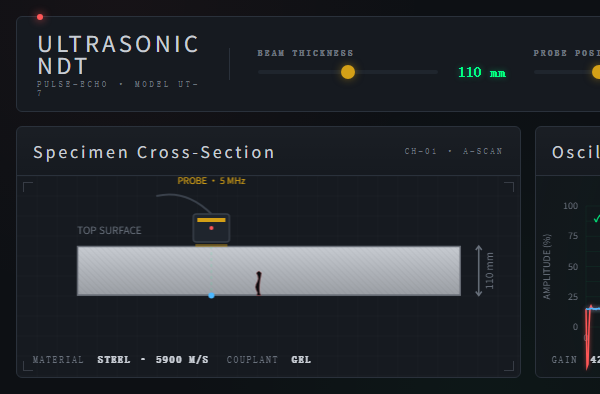 ULTRASONIC
NDT
PULSE-ECHO • MODEL UT-
7
BEAM THICKNESS
110 mm
PROBE POSI
Specimen Cross-Section
CH-01 • A-SCAN
Oscil
PROBE • 5 MHz
TOP SURFACE
110 mm
MATERIAL STEEL · 5900 M/S COUPLANT GEL
AMPLITUDE (%)
100
75
50
25
0
GAIN 42